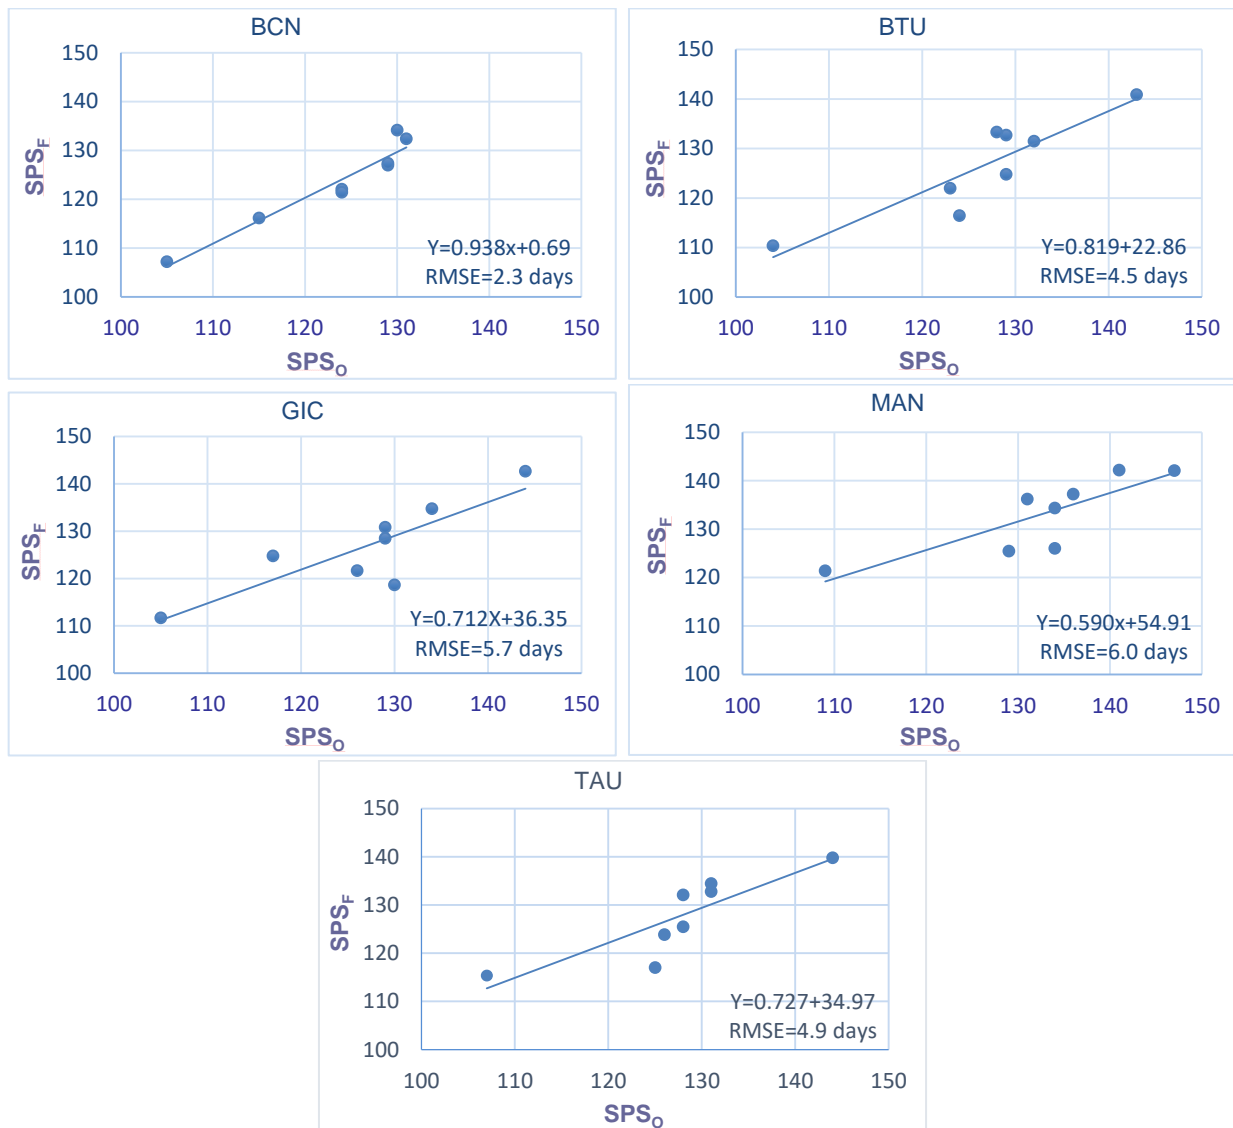 BCN
150
140
130
120
110
100
SPSF
100 110 120 130 140 150
SPSO
Y=0.938x+0.69
RMSE=2.3 days
BTU
150
140
130
120
110
100
SPSF
100 110 120 130 140 150
SPSO
Y=0.819+22.86
RMSE=4.5 days
GIC
150
140
130
120
110
100
SPSF
100 110 120 130 140 150
SPSO
Y=0.712X+36.35
RMSE=5.7 days
MAN
150
140
130
120
110
100
SPSF
100 110 120 130 140 150
SPSO
Y=0.590x+54.91
RMSE=6.0 days
TAU
150
140
130
120
110
100
SPSF
100 110 120 130 140 150
SPSO
Y=0.727+34.97
RMSE=4.9 days